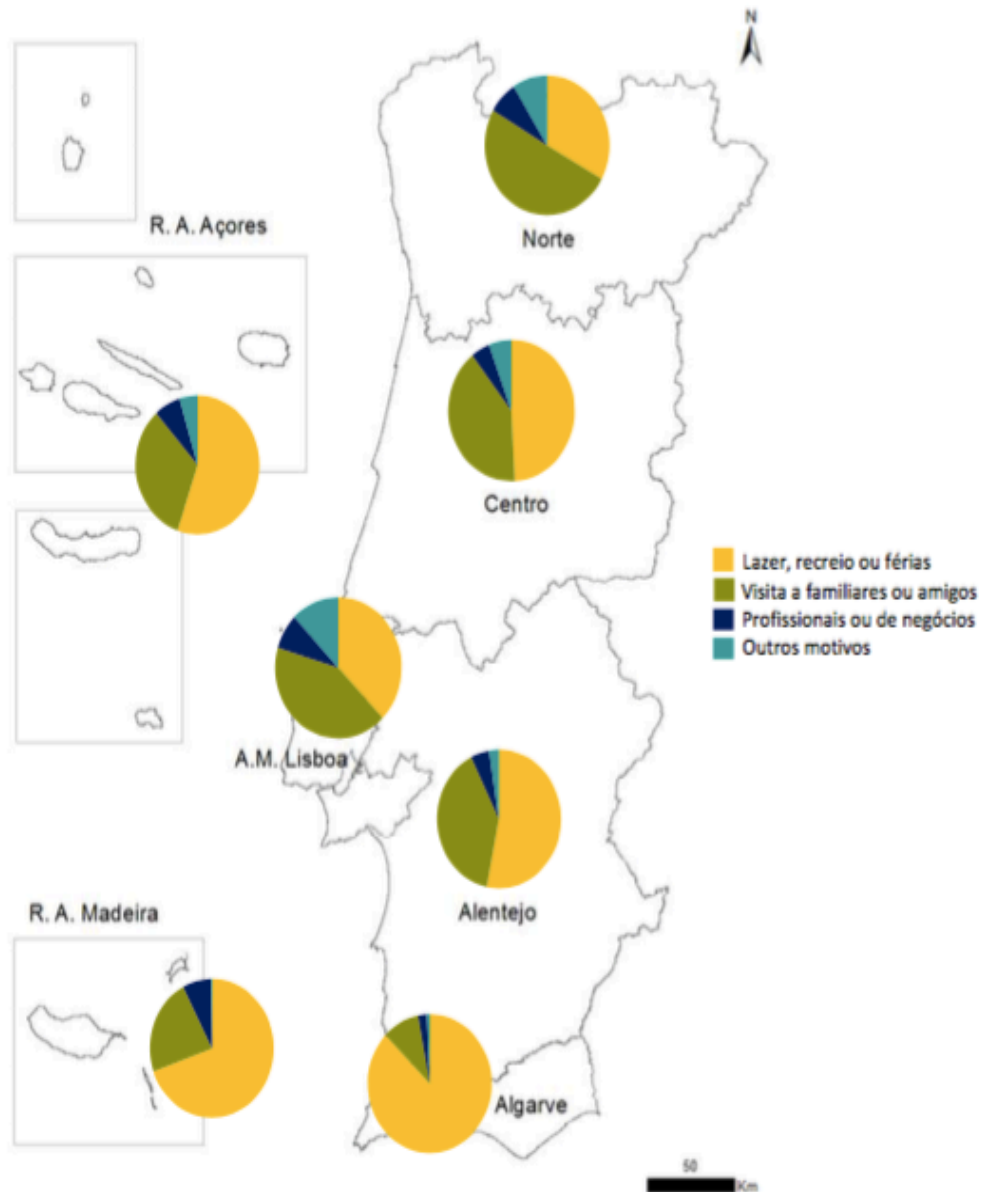 N
R. A. Açores
Norte
Centro
Lazer, recreio ou férias
Visita a familiares ou amigos
Profissionais ou de negócios
Outros motivos
A.M. Lisboa
R. A. Madeira
Alentejo
Algarve
50
Km